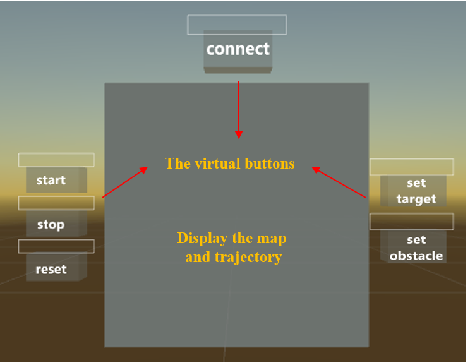 connect
The virtual buttons
start
set
target
stop
Display the map
and trajectory
set
obstacle
reset